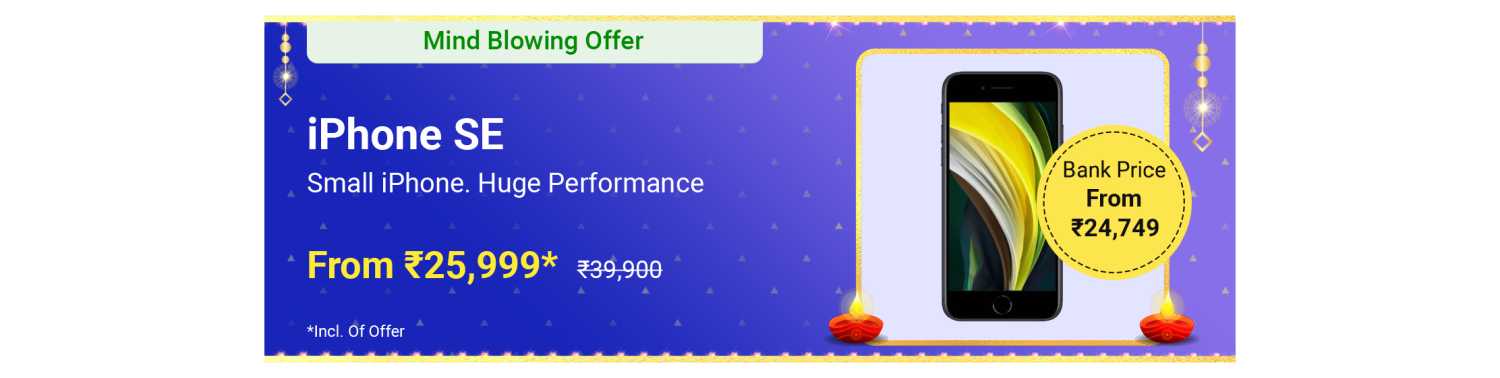 Mind Blowing Offer
iPhone SE
Small iPhone. Huge Performance
From ₹25,999* ₹39,900
*Incl. Of Offer
Bank Price
From
₹24,749